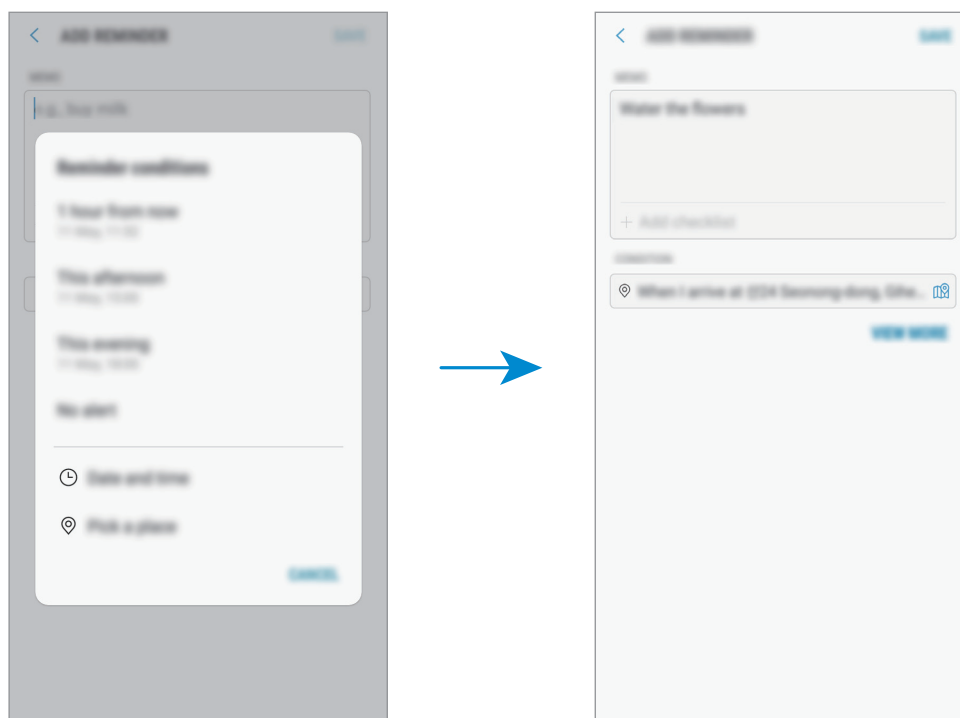 ADD REMINDER
SAVE
MEMO
e.g., buy milk
Reminder conditions
1 hour from now
This afternoon
This evening
No alert
Date and time
Pick a place
CANCEL
ADD REMINDER
SAVE
MEMO
Water the flowers
+ Add checklist
CONDITION
When I arrive at
VIEW MORE